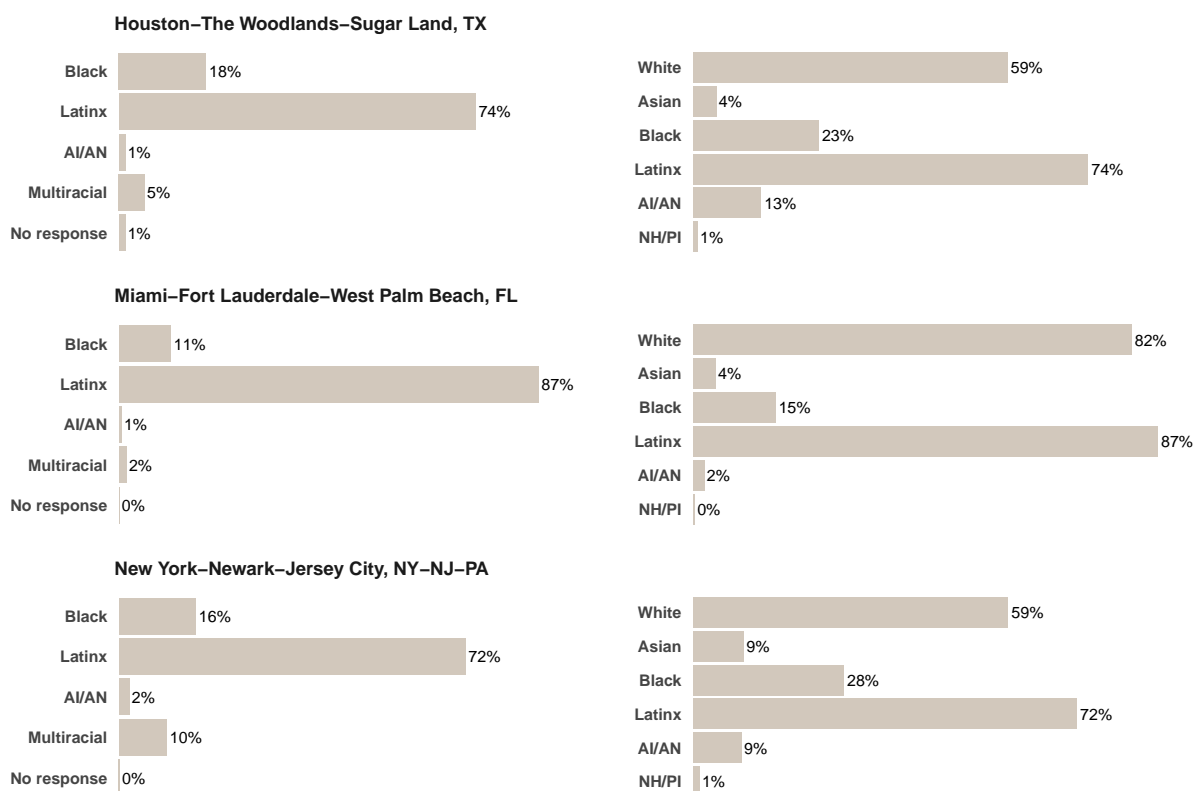 Houston–The Woodlands–Sugar Land, TX
Black 18%
Latinx 74%
AI/AN 1%
Multiracial 5%
No response 1%
White 59%
Asian 4%
Black 23%
Latinx 74%
AI/AN 13%
NH/PI 1%
Miami–Fort Lauderdale–West Palm Beach, FL
Black 11%
Latinx 87%
AI/AN 1%
Multiracial 2%
No response 0%
White 82%
Asian 4%
Black 15%
Latinx 87%
AI/AN 2%
NH/PI 0%
New York–Newark–Jersey City, NY–NJ–PA
Black 16%
Latinx 72%
AI/AN 2%
Multiracial 10%
No response 0%
White 59%
Asian 9%
Black 28%
Latinx 72%
AI/AN 9%
NH/PI 1%